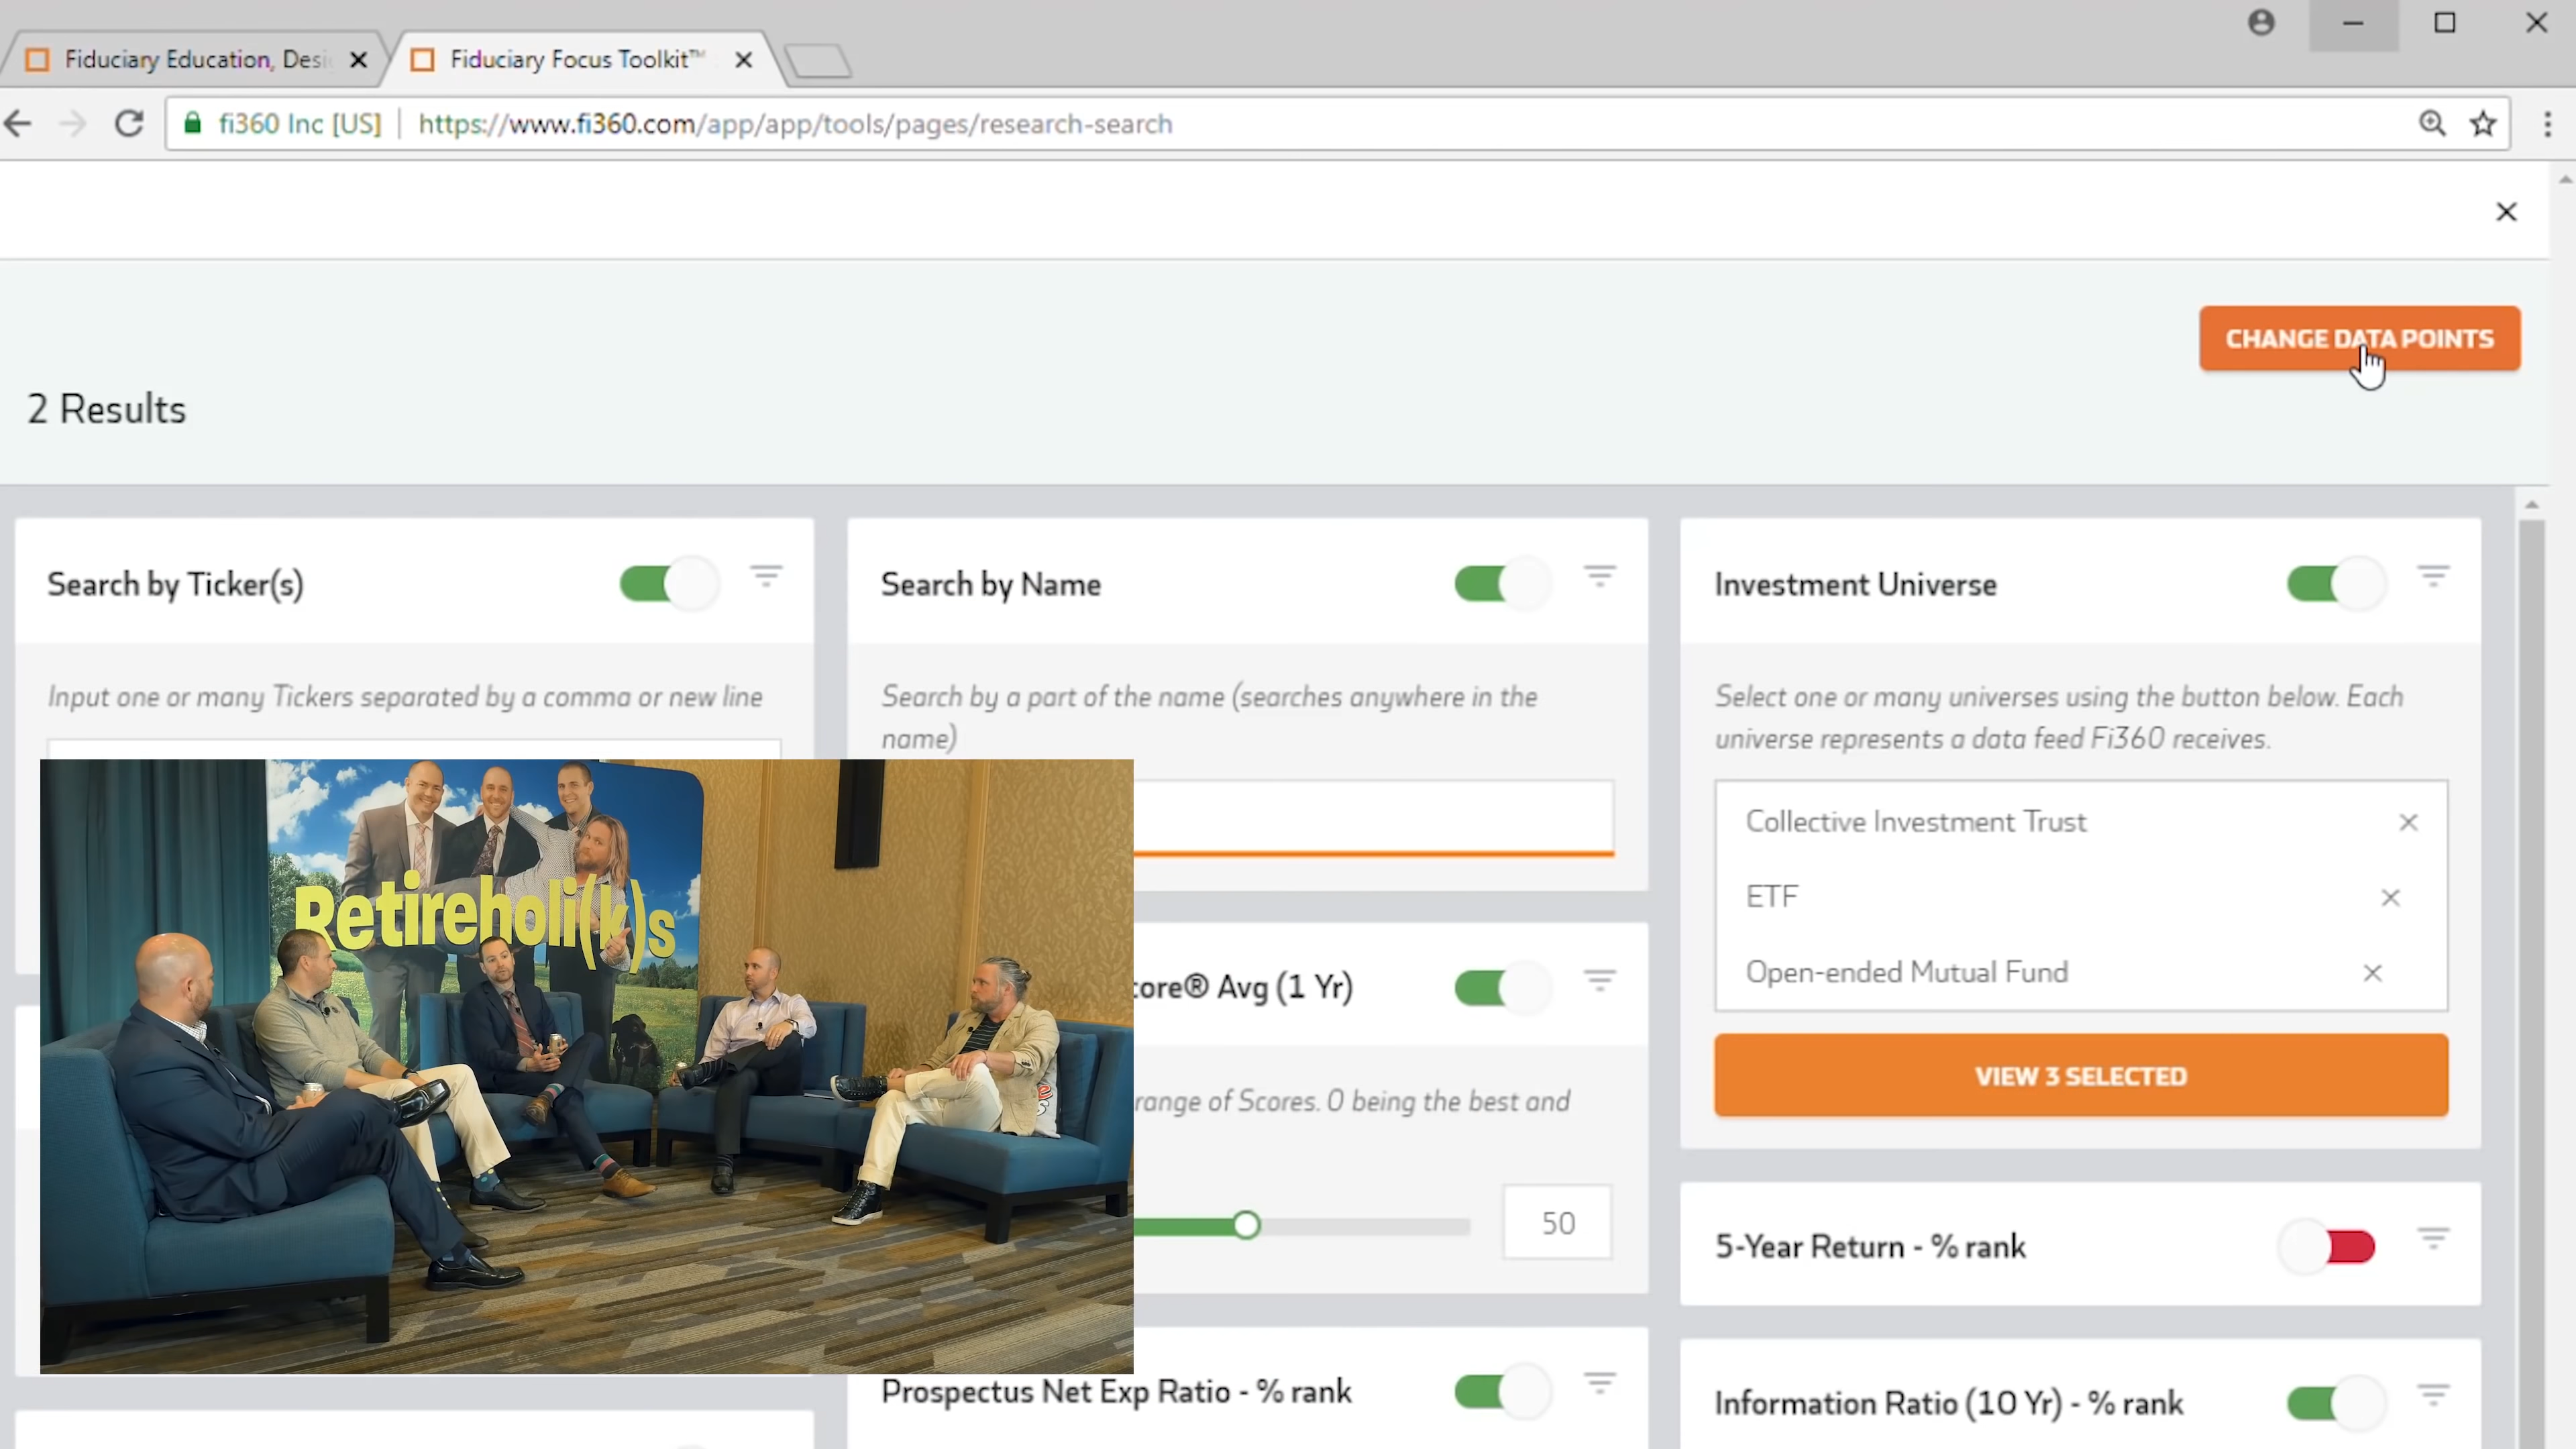 Fiduciary Education, Desi
Fiduciary Focus Toolkit™
fi360 Inc [US]
https://www.fi360.com/app/app/tools/pages/research-search
CHANGE DATA POINTS
2 Results
Search by Ticker(s)
Input one or many Tickers separated by a comma or new line
Search by Name
Search by a part of the name (searches anywhere in the
name)
Investment Universe
Select one or many universes using the button below. Each
universe represents a data feed Fi360 receives.
Collective Investment Trust
ETF
Open-ended Mutual Fund
VIEW 3 SELECTED
Retireholi(k)s
core® Avg (1 Yr)
range of Scores. 0 being the best and
50
5-Year Return - % rank
Prospectus Net Exp Ratio - % rank
Information Ratio (10 Yr) - % rank